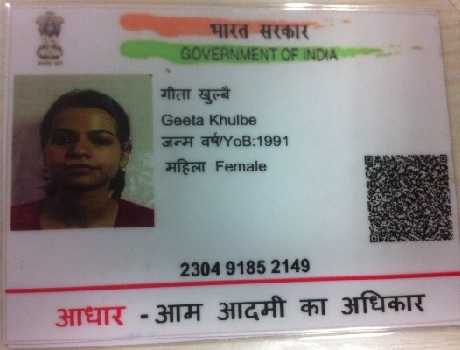 भारत सरकार
GOVERNMENT OF INDIA
गीता खुल्बै
Geeta Khulbe
जन्म वर्ष/YoB:1991
महिला Female
2304 9185 2149
आधार - आम आदमी का अधिकार